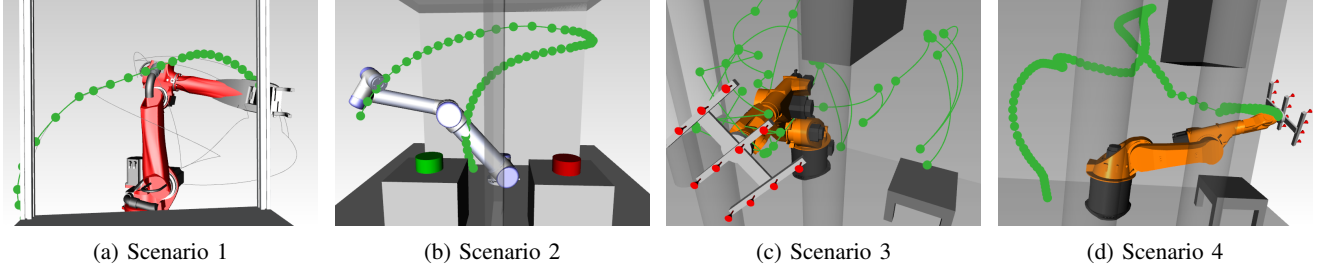 (a) Scenario 1
(b) Scenario 2
(c) Scenario 3
(d) Scenario 4